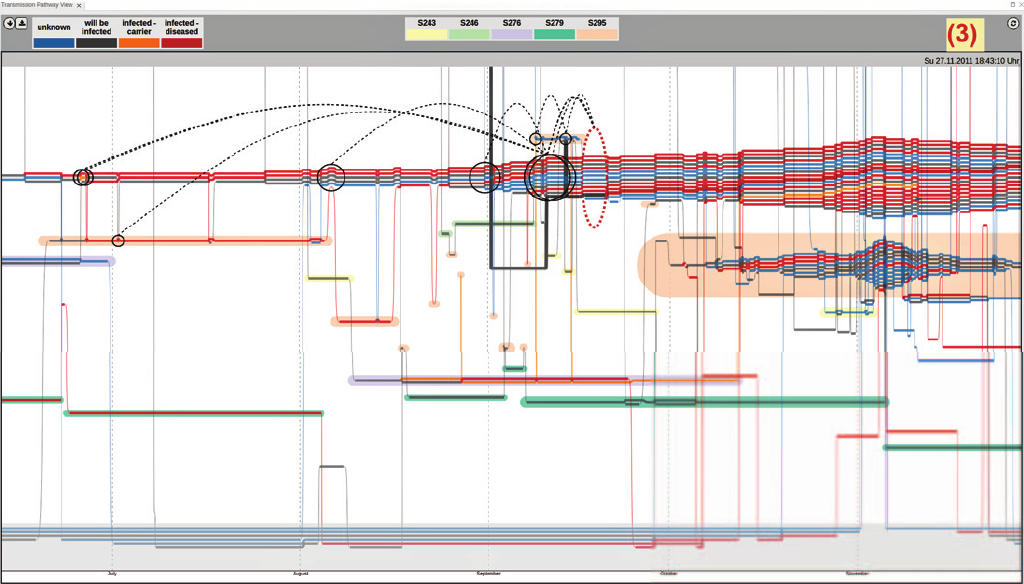 Transmission Pathway View
unknown
will be infected
infected - carrier
infected - diseased
S243 S246 S276 S279 S295
(3)
Su 27.11.2011 18:43:10 Uhr
July August September October November